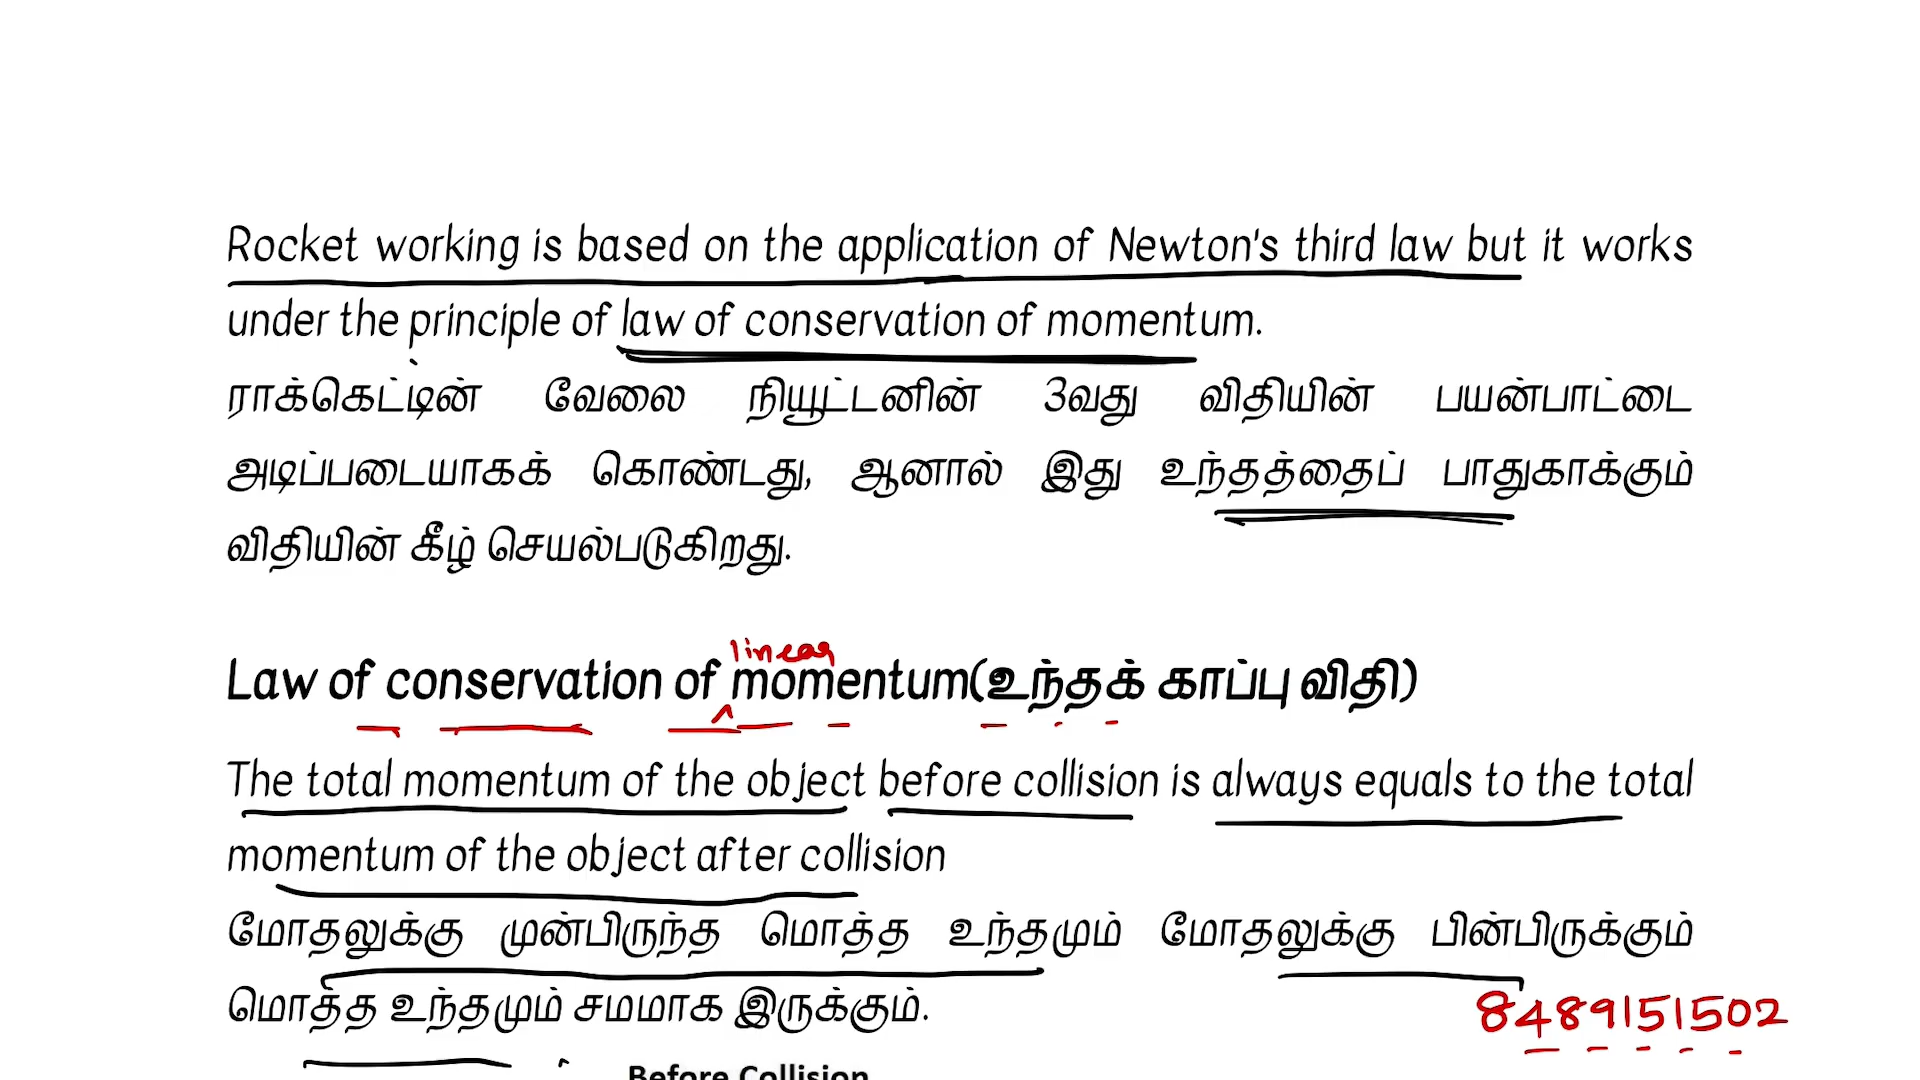 Rocket working is based on the application of Newton's third law but it works
under the principle of law of conservation of momentum.
ராக்கெட்டின் வேலை நியூட்டனின் 3வது விதியின் பயன்பாட்டை
அடிப்படையாகக் கொண்டது, ஆனால் இது உந்தத்தைப் பாதுகாக்கும்
விதியின் கீழ் செயல்படுகிறது.
linear
Law of conservation of momentum(உந்தக் காப்பு விதி)
The total momentum of the object before collision is always equals to the total
momentum of the object after collision
மோதலுக்கு முன்பிருந்த மொத்த உந்தமும் மோதலுக்கு பின்பிருக்கும்
மொத்த உந்தமும் சமமாக இருக்கும்.
8489151502
Before Collision